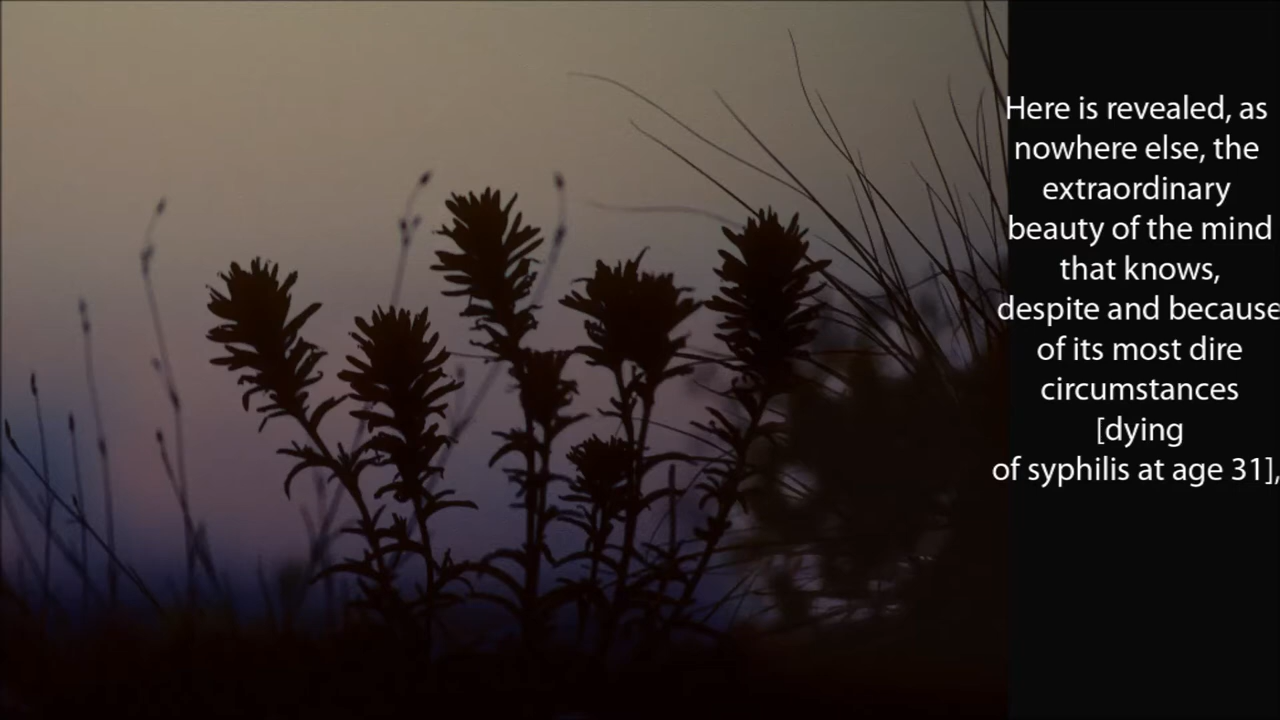 Here is revealed, as
nowhere else, the
extraordinary
beauty of the mind
that knows,
despite and because
of its most dire
circumstances
[dying
of syphilis at age 31],